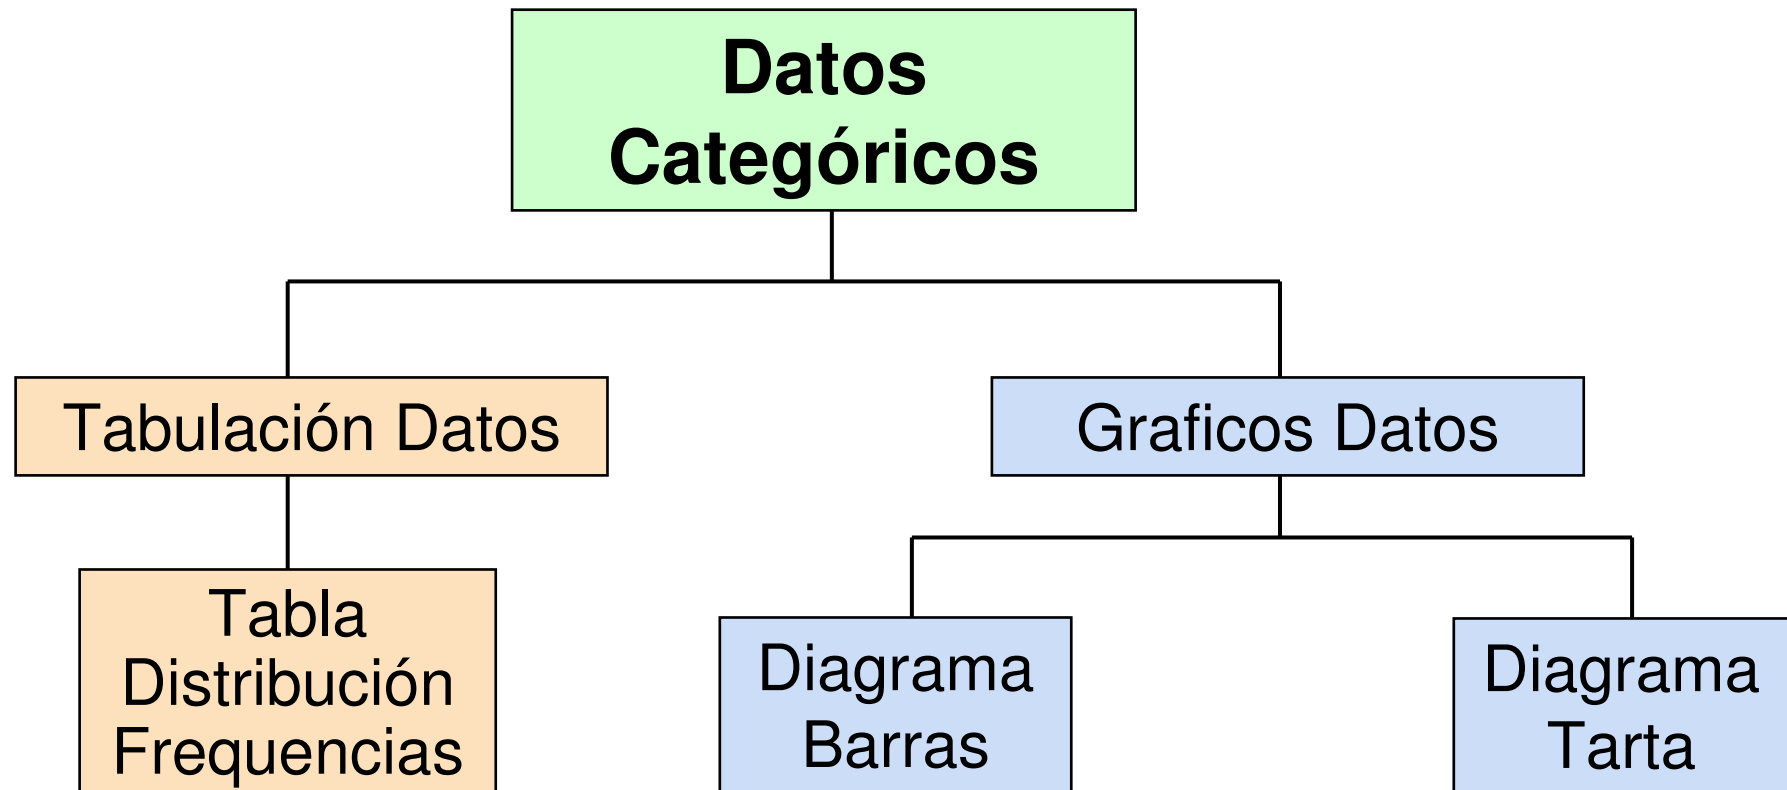 Datos
Categóricos
Tabulación Datos
Graficos Datos
Tabla
Distribución
Frequencias
Diagrama
Barras
Diagrama
Tarta